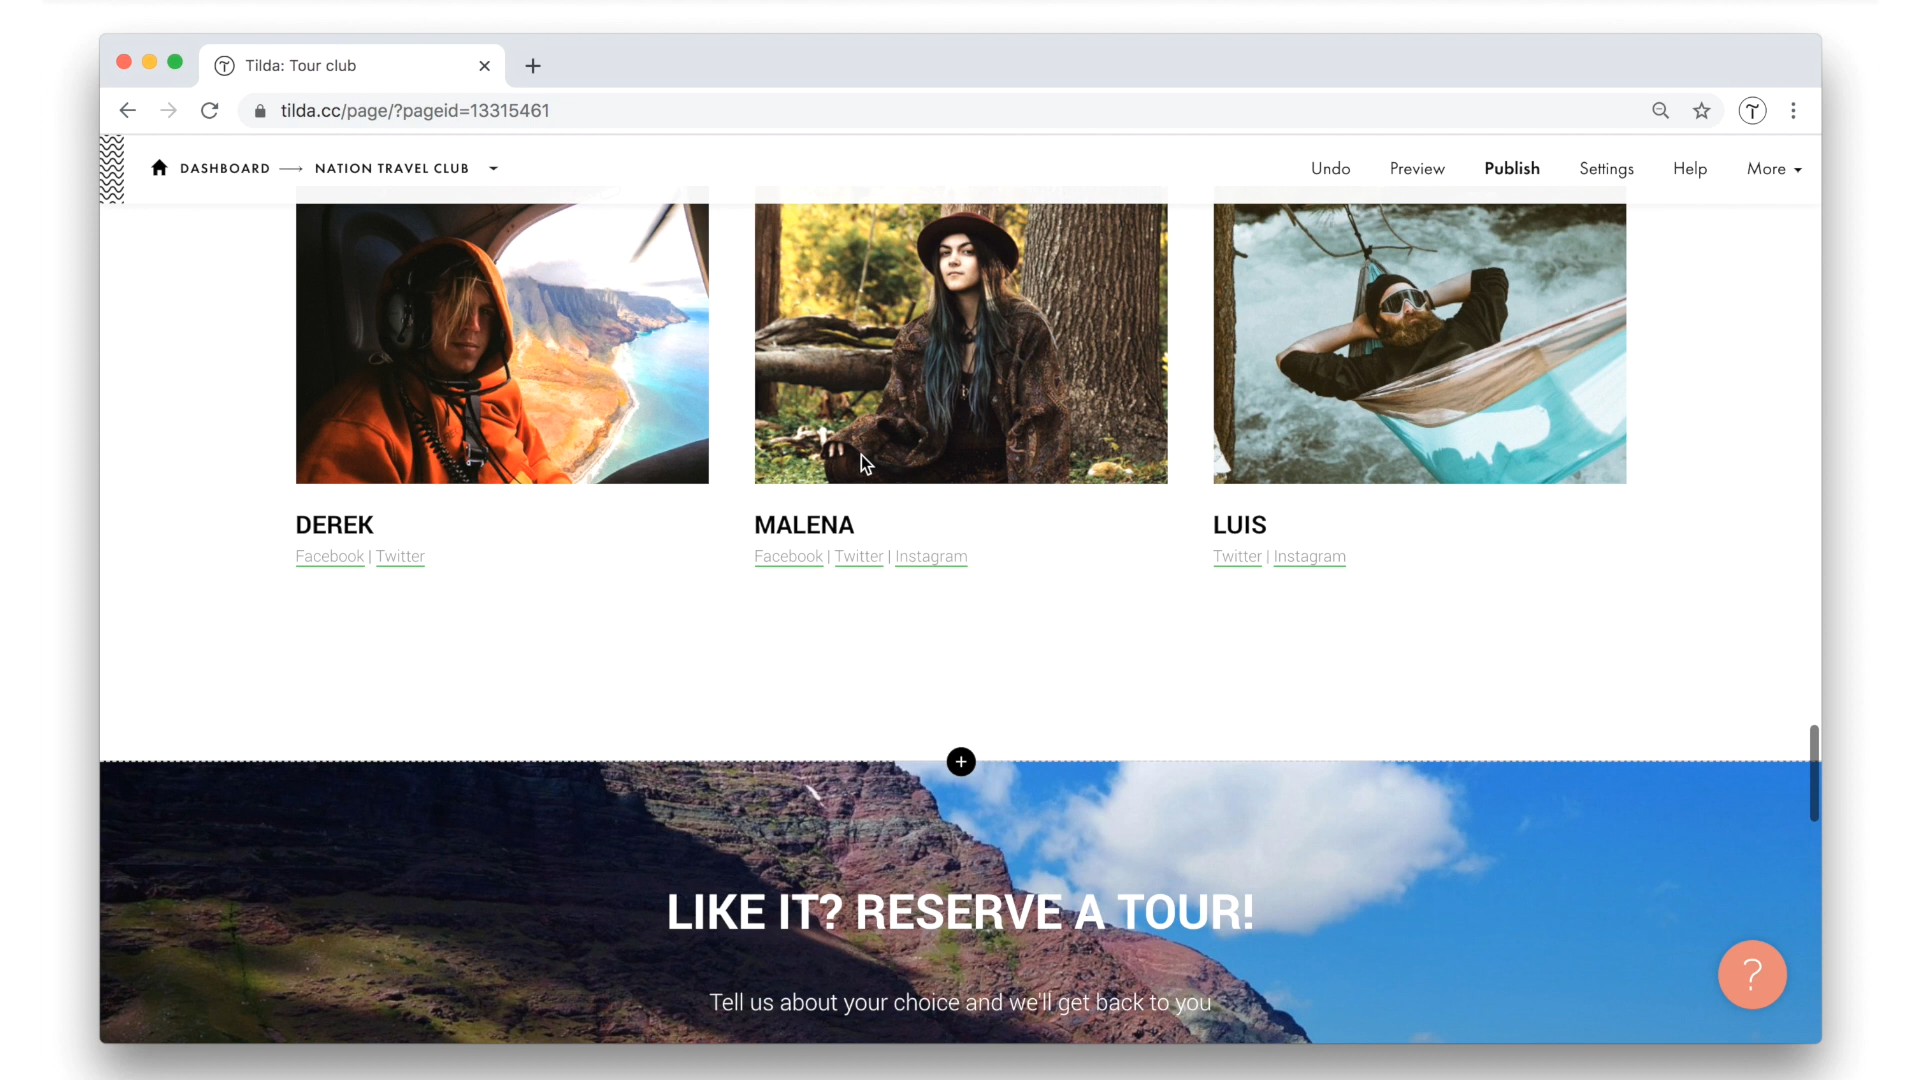 Tilda: Tour club
tilda.cc/page/?pageid=13315461
DASHBOARD → NATION TRAVEL CLUB
Undo Preview Publish Settings Help More
DEREK
Facebook | Twitter
MALENA
Facebook | Twitter | Instagram
LUIS
Twitter | Instagram
LIKE IT? RESERVE A TOUR!
Tell us about your choice and we'll get back to you
?